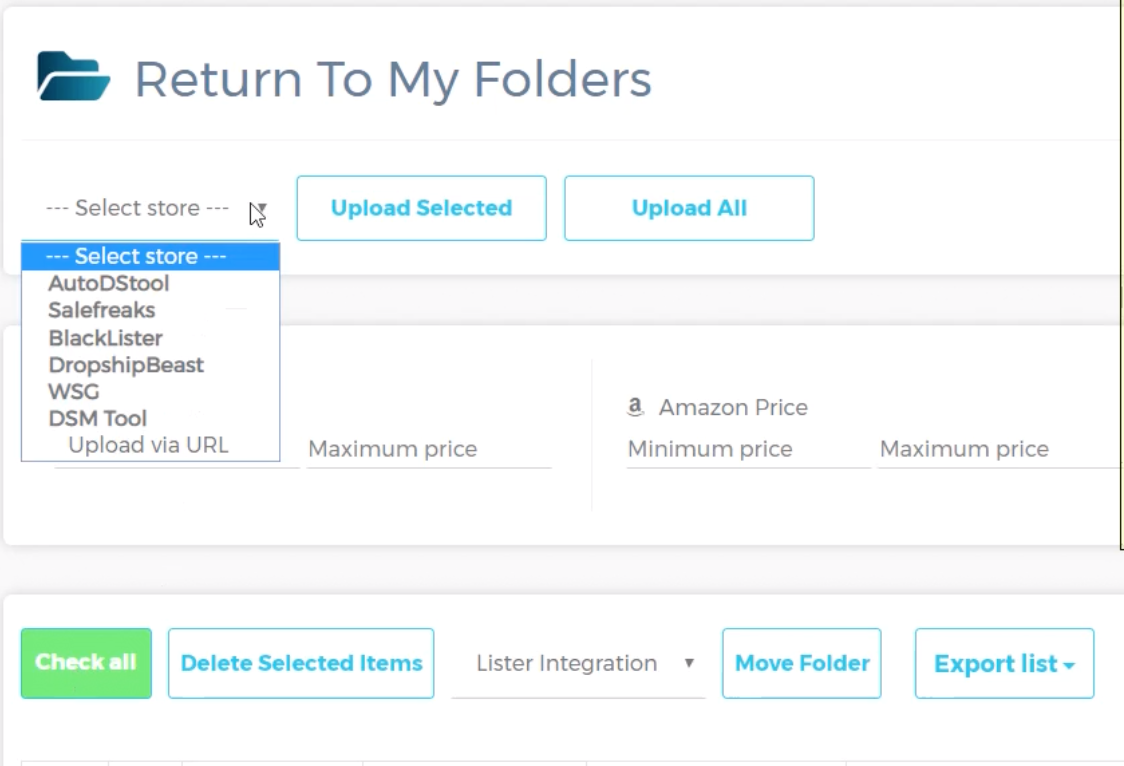 Return To My Folders
--- Select store ---
Upload Selected
Upload All
--- Select store ---
AutoDStool
Salefreaks
BlackLister
DropshipBeast
WSG
DSM Tool
Upload via URL
Maximum price
a Amazon Price
Minimum price
Maximum price
Check all
Delete Selected Items
Lister Integration
Move Folder
Export list